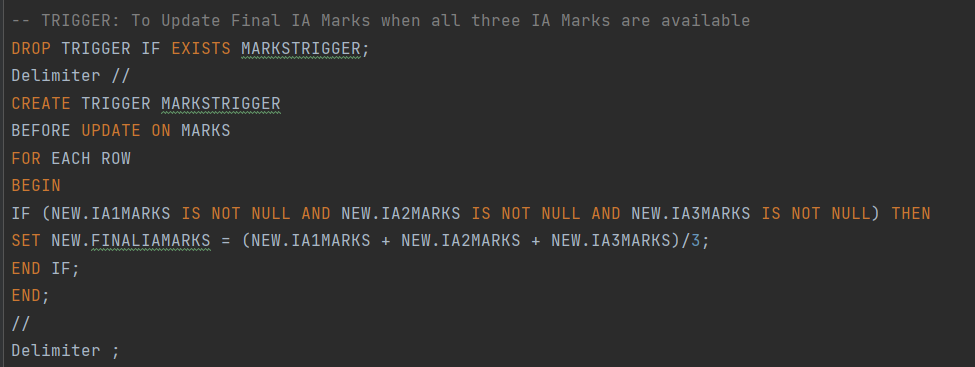 -- TRIGGER: To Update Final IA Marks when all three IA Marks are available
DROP TRIGGER IF EXISTS MARKSTRIGGER;
Delimiter //
CREATE TRIGGER MARKSTRIGGER
BEFORE UPDATE ON MARKS
FOR EACH ROW
BEGIN
IF (NEW.IA1MARKS IS NOT NULL AND NEW.IA2MARKS IS NOT NULL AND NEW.IA3MARKS IS NOT NULL) THEN
SET NEW.FINALIAMARKS = (NEW.IA1MARKS + NEW.IA2MARKS + NEW.IA3MARKS)/3;
END IF;
END;
//
Delimiter ;